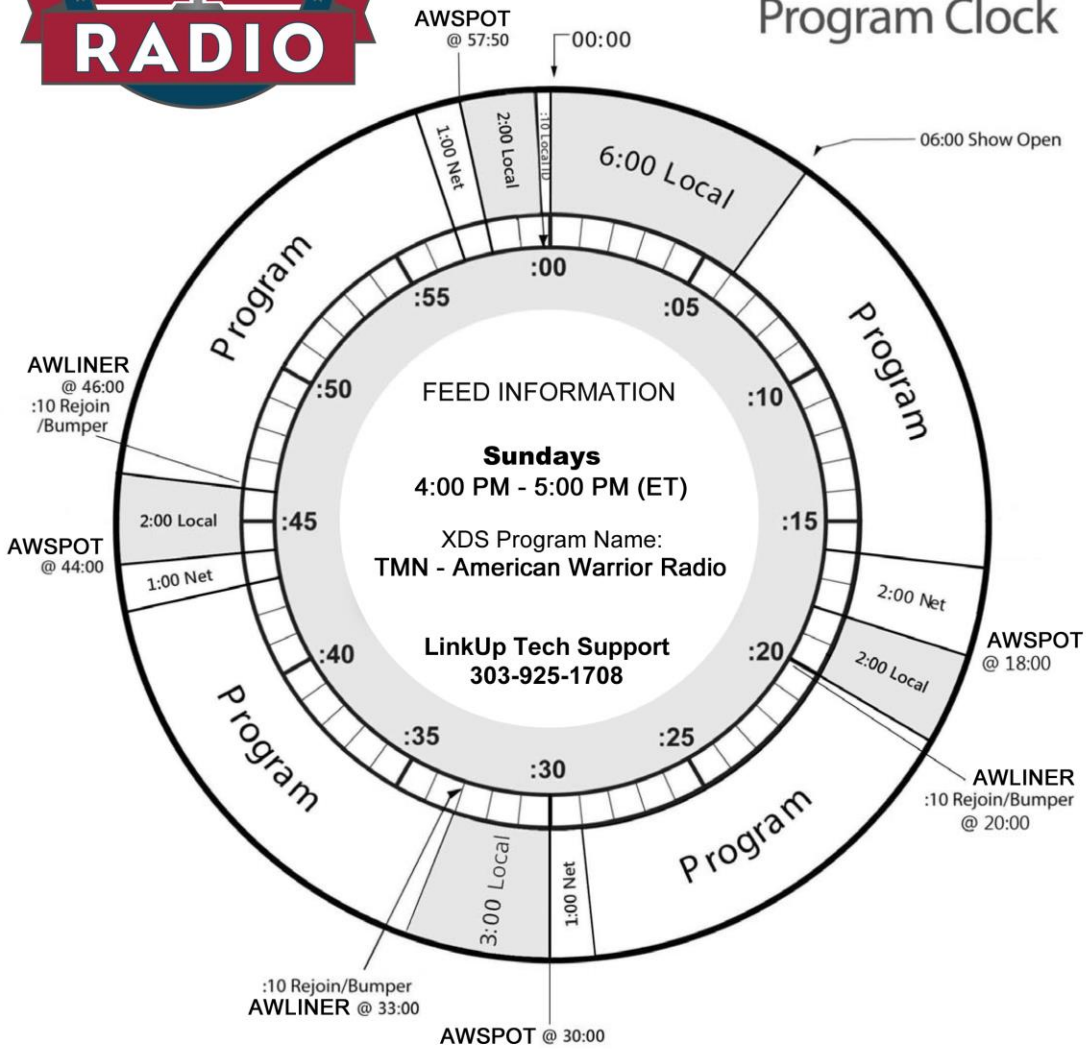 RADIO
Program Clock
AWSPOT
@ 57:50
00:00
06:00 Show Open
1:00 Net
2:00 Local
:10 Local ID
6:00 Local
Program
Program
:00
:05
:10
:15
:20
:25
:30
:35
:40
:45
:50
:55
FEED INFORMATION
Sundays
4:00 PM - 5:00 PM (ET)
XDS Program Name:
TMN - American Warrior Radio
LinkUp Tech Support
303-925-1708
2:00 Net
AWSPOT
@ 18:00
2:00 Local
AWLINER
:10 Rejoin/Bumper
@ 20:00
Program
1:00 Net
AWSPOT @ 30:00
3:00 Local
:10 Rejoin/Bumper
AWLINER @ 33:00
Program
1:00 Net
AWSPOT
@ 44:00
2:00 Local
AWLINER
@ 46:00
:10 Rejoin
/Bumper